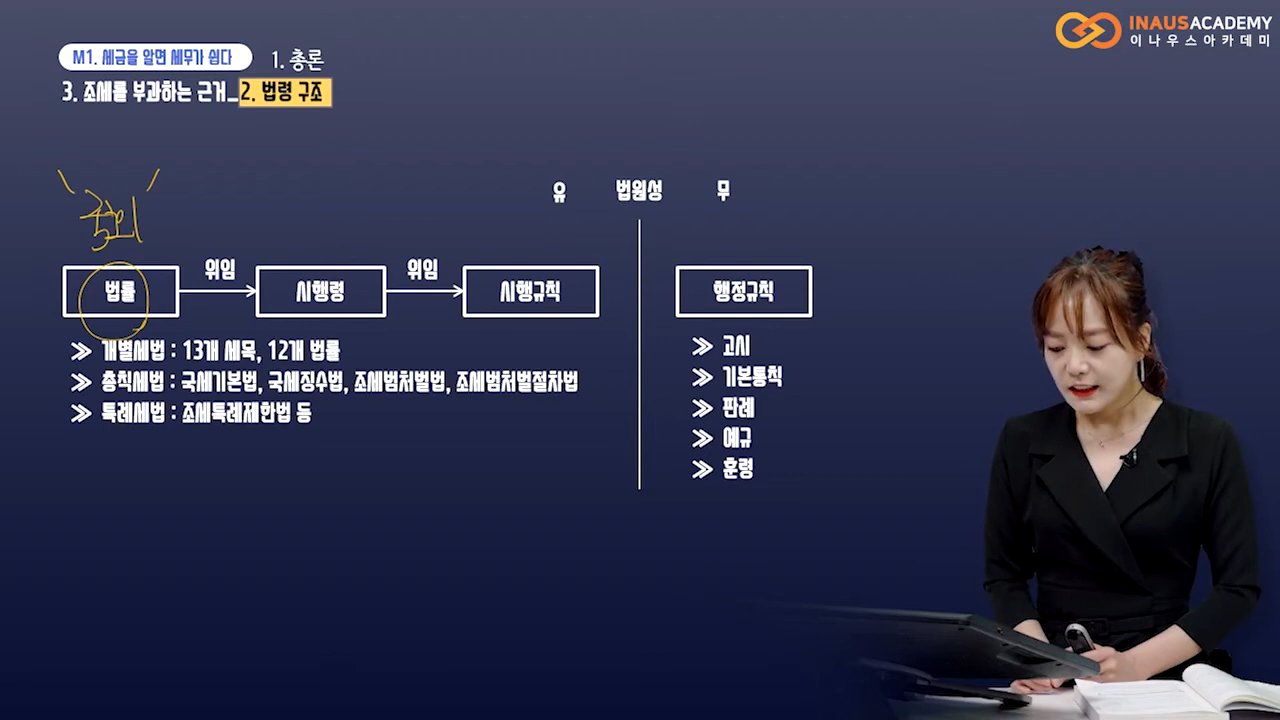 INAUSACADEMY
이나우스아카데미
M1. 세금을 알면 세무가 쉽다
1. 총론
3. 조세를 부과하는 근거_2. 법령 구조
유 법원성 무
국회
법률 위임 시행령 위임 시행규칙 행정규칙
≫ 개별세법 : 13개 세목, 12개 법률
≫ 총칙세법 : 국세기본법, 국세징수법, 조세범처벌법, 조세범처벌절차법
≫ 특례세법 : 조세특례제한법 등
≫ 고시
≫ 기본통칙
≫ 판례
≫ 예규
≫ 훈령